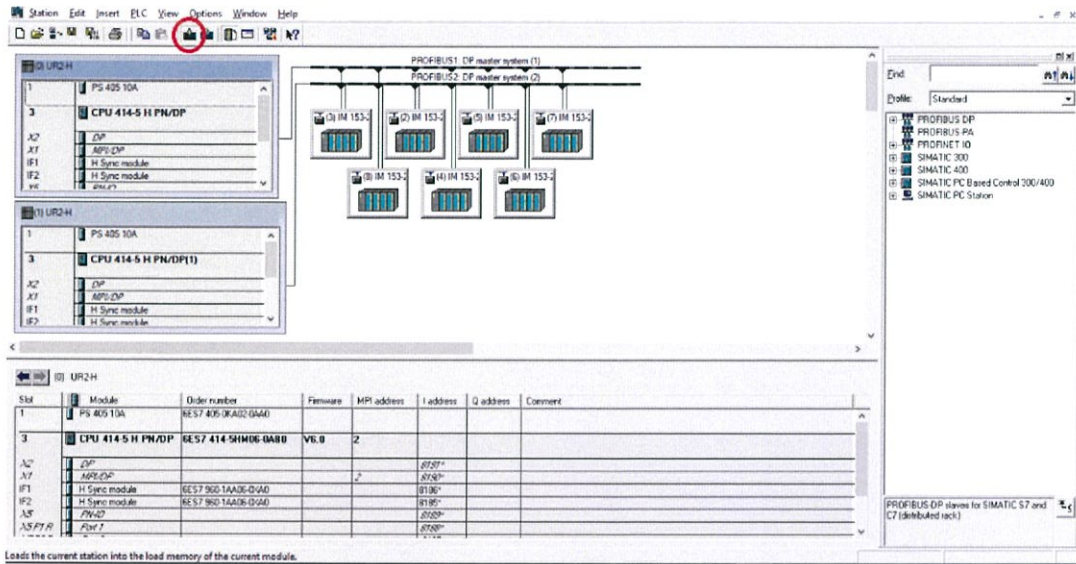 Station Edit Insert PLC View Options Window Help
(0) UR2-H
1 PS 405 10A
3 CPU 414-5 H PN/DP
X2 DP
X1 MPI/DP
IF1 H Sync module
IF2 H Sync module
X5 PN-IO
(1) UR2-H
1 PS 405 10A
3 CPU 414-5 H PN/DP(1)
X2 DP
X1 MPI/DP
IF1 H Sync module
IF2 H Sync module
PROFIBUS1: DP master system (1)
PROFIBUS2: DP master system (2)
(3) IM 153-2
(2) IM 153-2
(5) IM 153-2
(7) IM 153-2
(8) IM 153-2
(4) IM 153-2
(6) IM 153-2
Find:
Profile: Standard
PROFIBUS DP
PROFIBUS-PA
PROFINET IO
SIMATIC 300
SIMATIC 400
SIMATIC PC Based Control 300/400
SIMATIC PC Station
(0) UR2-H
Slot Module Order number Firmware MPI address I address Q address Comment
1 PS 405 10A 6ES7 405-0KA02-0AA0
3 CPU 414-5 H PN/DP 6ES7 414-5HM06-0AB0 V6.0 2
X2 DP 8191*
X1 MPI/DP 2 8190*
IF1 H Sync module 6ES7 960-1AA06-0XA0 8186*
IF2 H Sync module 6ES7 960-1AA06-0XA0 8185*
X5 PN-IO 8189*
X5 P1 R Port 1 8188*
PROFIBUS-DP slaves for SIMATIC S7 and
C7 (distributed rack)
Loads the current station into the load memory of the current module.